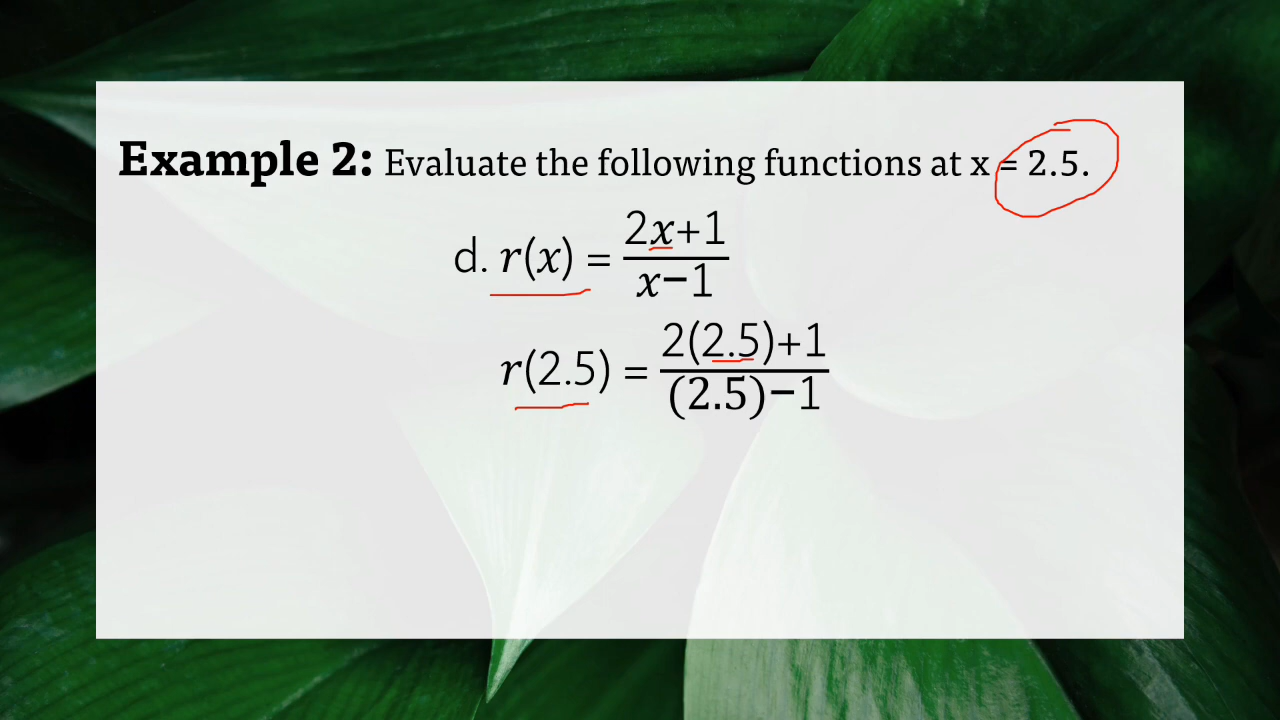 Example 2: Evaluate the following functions at x = 2.5.
d. r(x) = 2x+1
x−1
r(2.5) = 2(2.5)+1
(2.5)−1